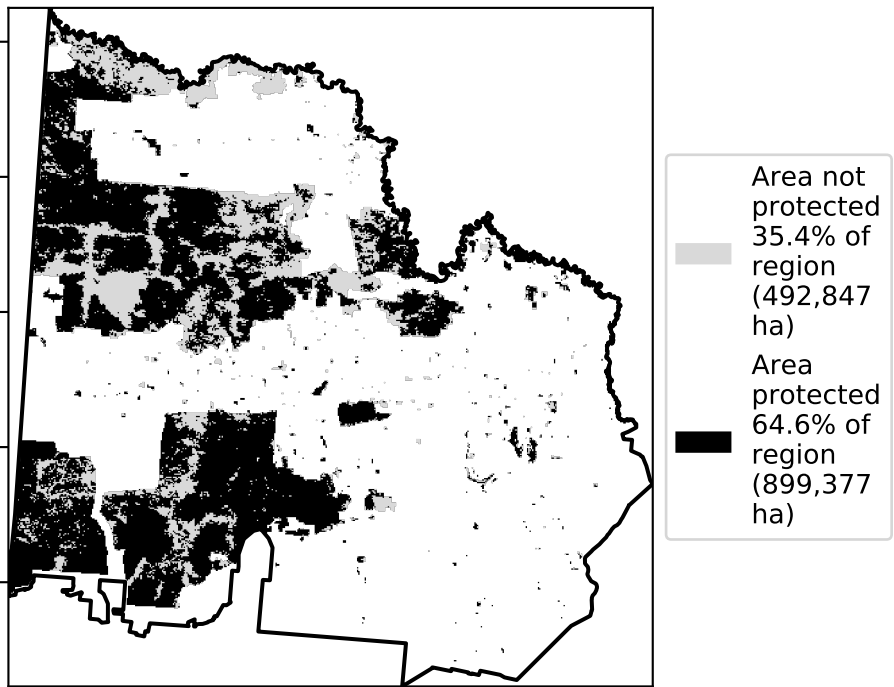 Area not
protected
35.4% of
region
(492,847
ha)
Area
protected
64.6% of
region
(899,377
ha)